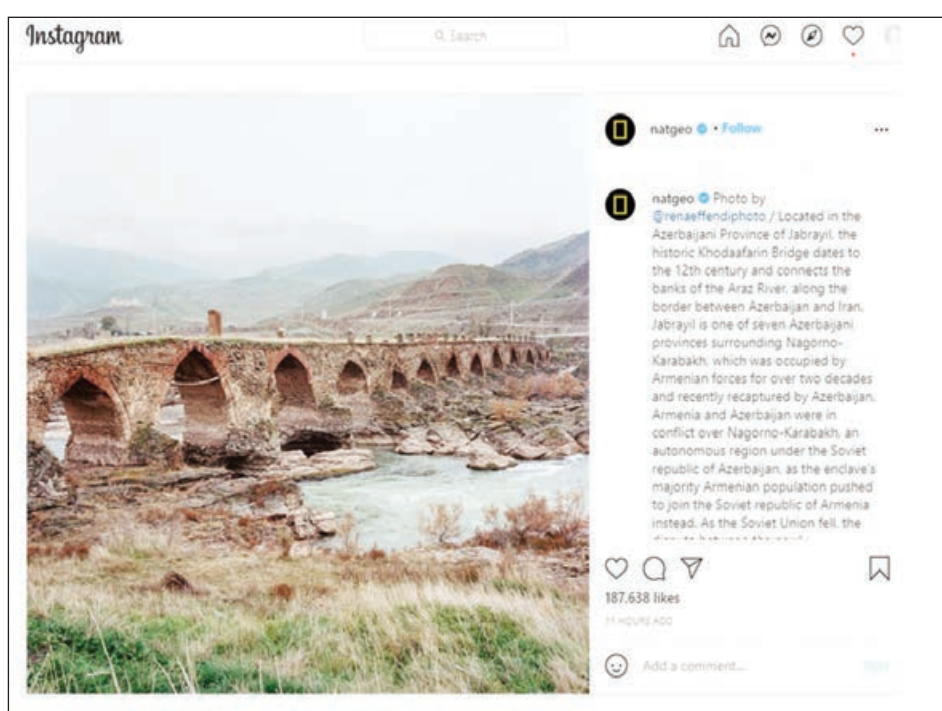 Instagram
Search
natgeo • Follow
natgeo Photo by
@renaeffendiphoto / Located in the
Azerbaijani Province of Jabrayil, the
historic Khodaafarin Bridge dates to
the 12th century and connects the
banks of the Araz River, along the
border between Azerbaijan and Iran.
Jabrayil is one of seven Azerbaijani
provinces surrounding Nagorno-
Karabakh, which was occupied by
Armenian forces for over two decades
and recently recaptured by Azerbaijan.
Armenia and Azerbaijan were in
conflict over Nagorno-Karabakh, an
autonomous region under the Soviet
republic of Azerbaijan, as the enclave's
majority Armenian population pushed
to join the Soviet republic of Armenia
instead. As the Soviet Union fell, the
187.638 likes
11 HOURS AGO
Add a comment...